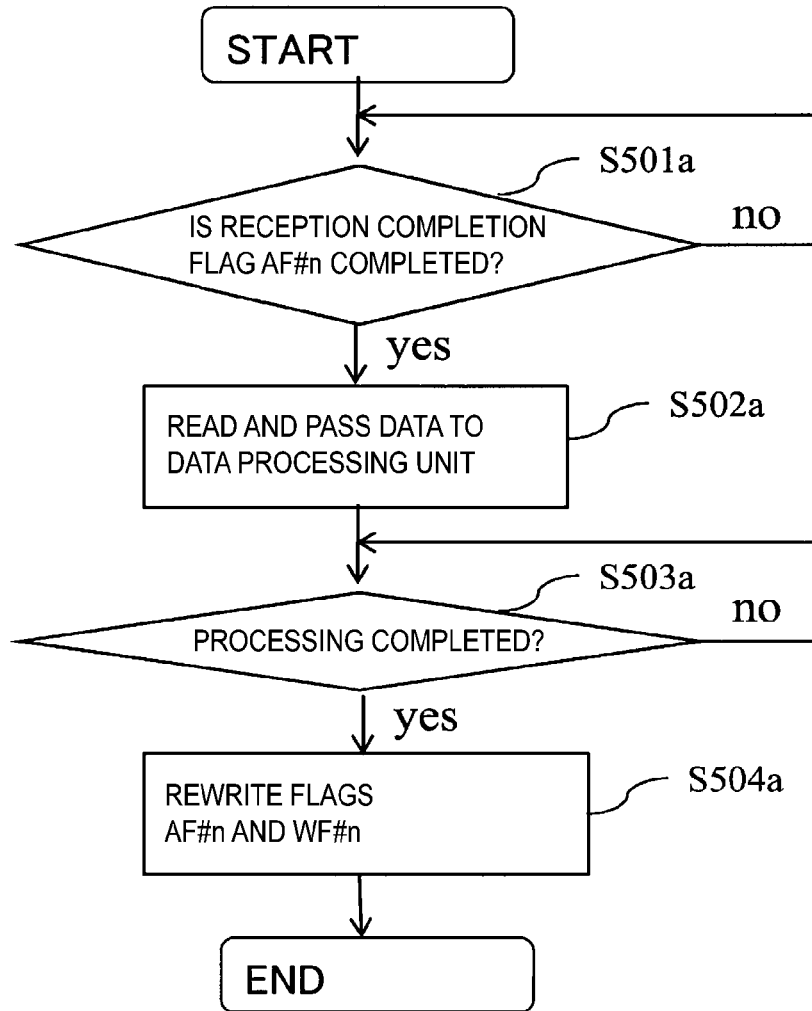 START
S501a
IS RECEPTION COMPLETION
FLAG AF#n COMPLETED?
no
yes
S502a
READ AND PASS DATA TO
DATA PROCESSING UNIT
S503a
no
PROCESSING COMPLETED?
yes
S504a
REWRITE FLAGS
AF#n AND WF#n
END